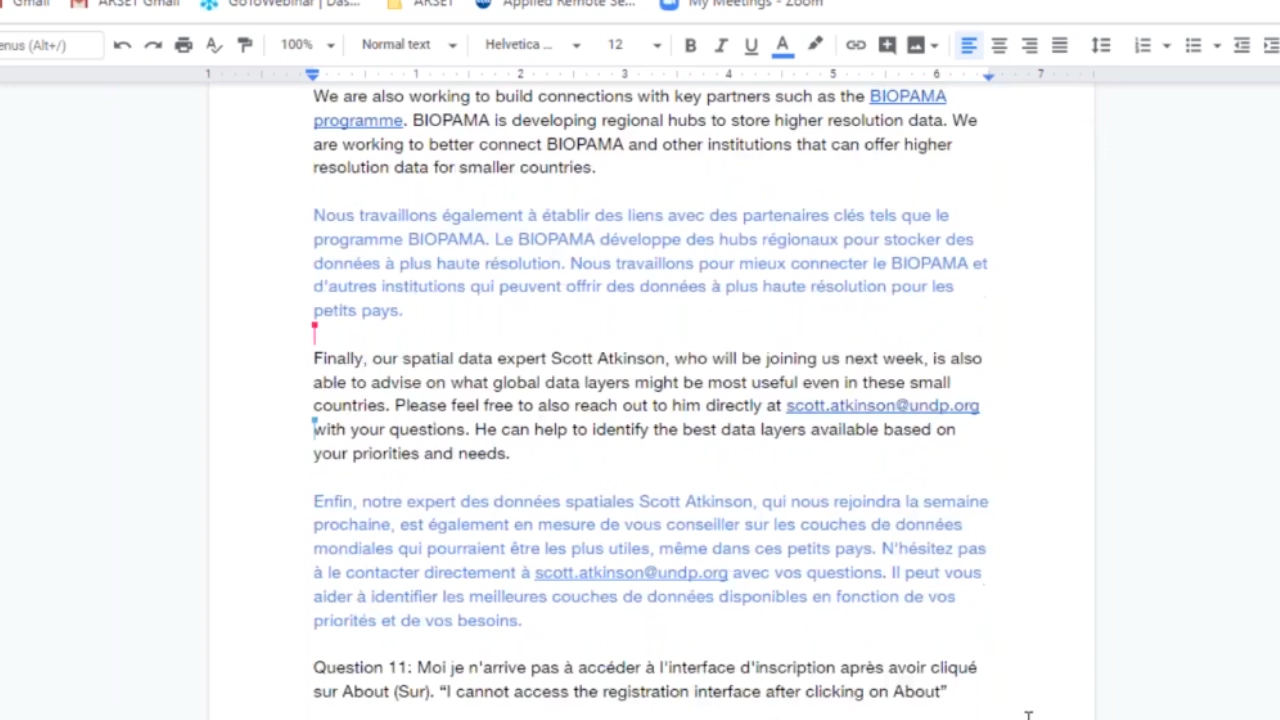 Gmail ARSET Gmail GoToWebinar | Das... ARSET Applied Remote Se... My Meetings - Zoom
enus (Alt+/) 100% Normal text Helvetica ... 12 B I U A
1 1 2 3 4 5 6 7
We are also working to build connections with key partners such as the BIOPAMA
programme. BIOPAMA is developing regional hubs to store higher resolution data. We
are working to better connect BIOPAMA and other institutions that can offer higher
resolution data for smaller countries.
Nous travaillons également à établir des liens avec des partenaires clés tels que le
programme BIOPAMA. Le BIOPAMA développe des hubs régionaux pour stocker des
données à plus haute résolution. Nous travaillons pour mieux connecter le BIOPAMA et
d'autres institutions qui peuvent offrir des données à plus haute résolution pour les
petits pays.
Finally, our spatial data expert Scott Atkinson, who will be joining us next week, is also
able to advise on what global data layers might be most useful even in these small
countries. Please feel free to also reach out to him directly at scott.atkinson@undp.org
with your questions. He can help to identify the best data layers available based on
your priorities and needs.
Enfin, notre expert des données spatiales Scott Atkinson, qui nous rejoindra la semaine
prochaine, est également en mesure de vous conseiller sur les couches de données
mondiales qui pourraient être les plus utiles, même dans ces petits pays. N'hésitez pas
à le contacter directement à scott.atkinson@undp.org avec vos questions. Il peut vous
aider à identifier les meilleures couches de données disponibles en fonction de vos
priorités et de vos besoins.
Question 11: Moi je n'arrive pas à accéder à l'interface d'inscription après avoir cliqué
sur About (Sur). “I cannot access the registration interface after clicking on About”